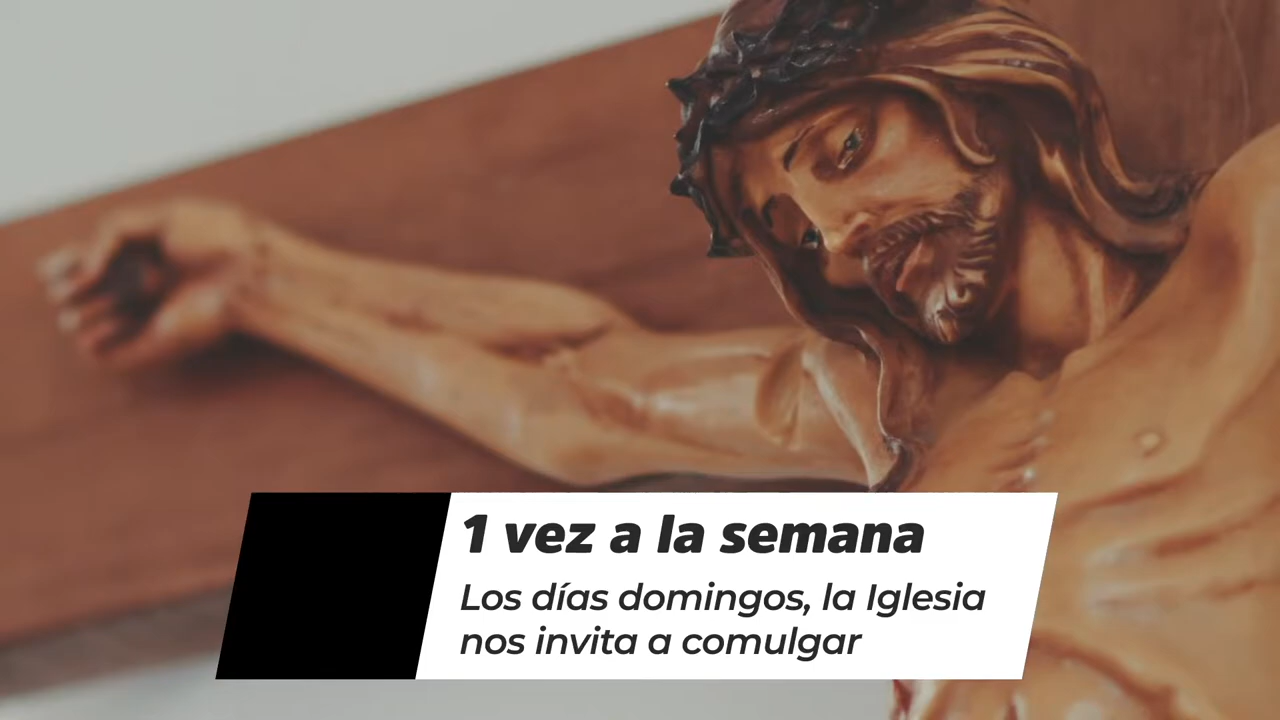 1 vez a la semana
Los días domingos, la Iglesia
nos invita a comulgar